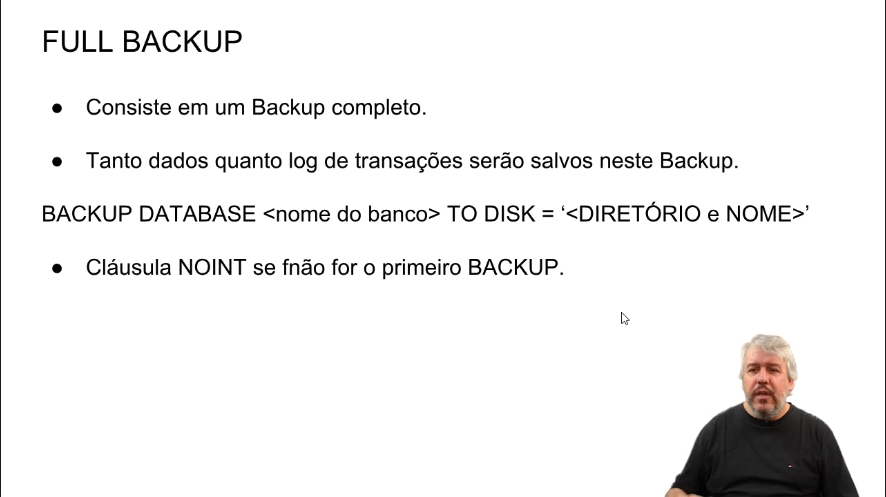 FULL BACKUP
● Consiste em um Backup completo.
● Tanto dados quanto log de transações serão salvos neste Backup.
BACKUP DATABASE <nome do banco> TO DISK = ‘<DIRETÓRIO e NOME>’
● Cláusula NOINT se fnão for o primeiro BACKUP.